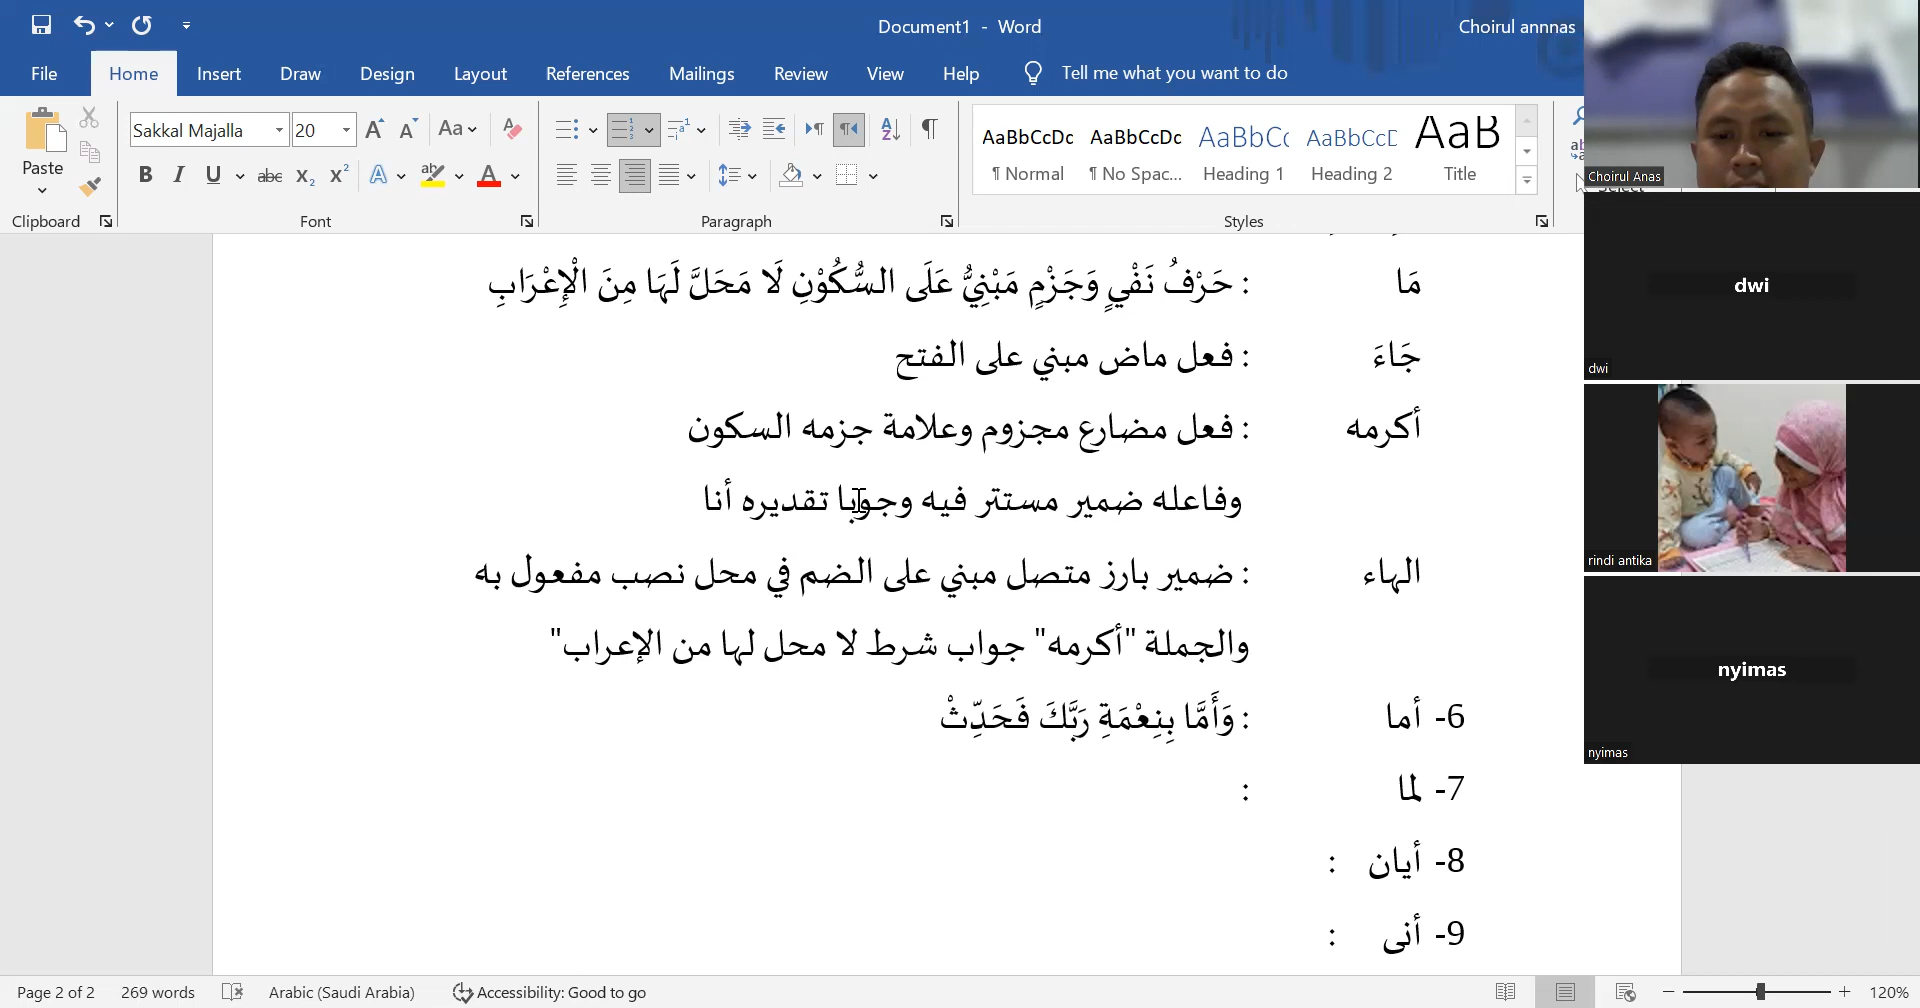 Document1 - Word
Choirul annnas
File Home Insert Draw Design Layout References Mailings Review View Help Tell me what you want to do
Paste
Clipboard
Sakkal Majalla 20
Font
Paragraph
AaBbCcDc ¶ Normal
AaBbCcDc ¶ No Spac...
AaBbCc Heading 1
AaBbCcD Heading 2
AaB Title
Styles
Select
مَا : حَرْفُ نَفْيٍ وَجَزْمٍ مَبْنِيٌّ عَلَى السُّكُوْنِ لَا مَحَلَّ لَهَا مِنَ الْإِعْرَابِ
جَاءَ : فعل ماض مبني على الفتح
أكرمه : فعل مضارع مجزوم وعلامة جزمه السكون
وفاعله ضمير مستتر فيه وجوبا تقديره أنا
الهاء : ضمير بارز متصل مبني على الضم في محل نصب مفعول به
والجملة "أكرمه" جواب شرط لا محل لها من الإعراب"
6- أما : وَأَمَّا بِنِعْمَةِ رَبَّكَ فَحَدِّثْ
7- لما :
8- أيان :
9- أنى :
Choirul Anas
dwi
dwi
rindi antika
nyimas
nyimas
Page 2 of 2 269 words Arabic (Saudi Arabia) Accessibility: Good to go 120%